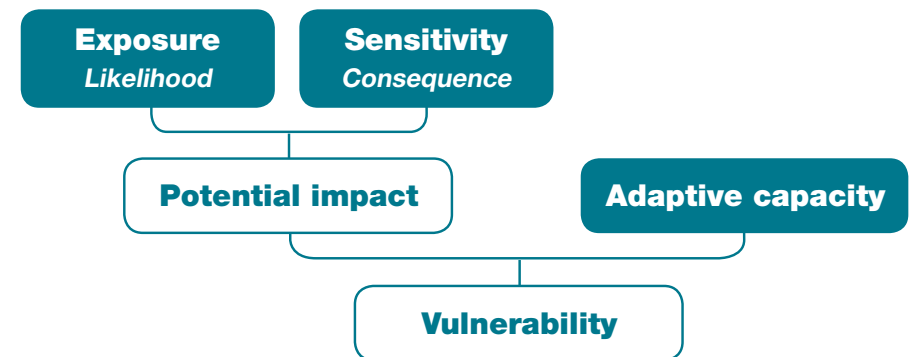 Exposure
Likelihood
Sensitivity
Consequence
Potential impact
Adaptive capacity
Vulnerability